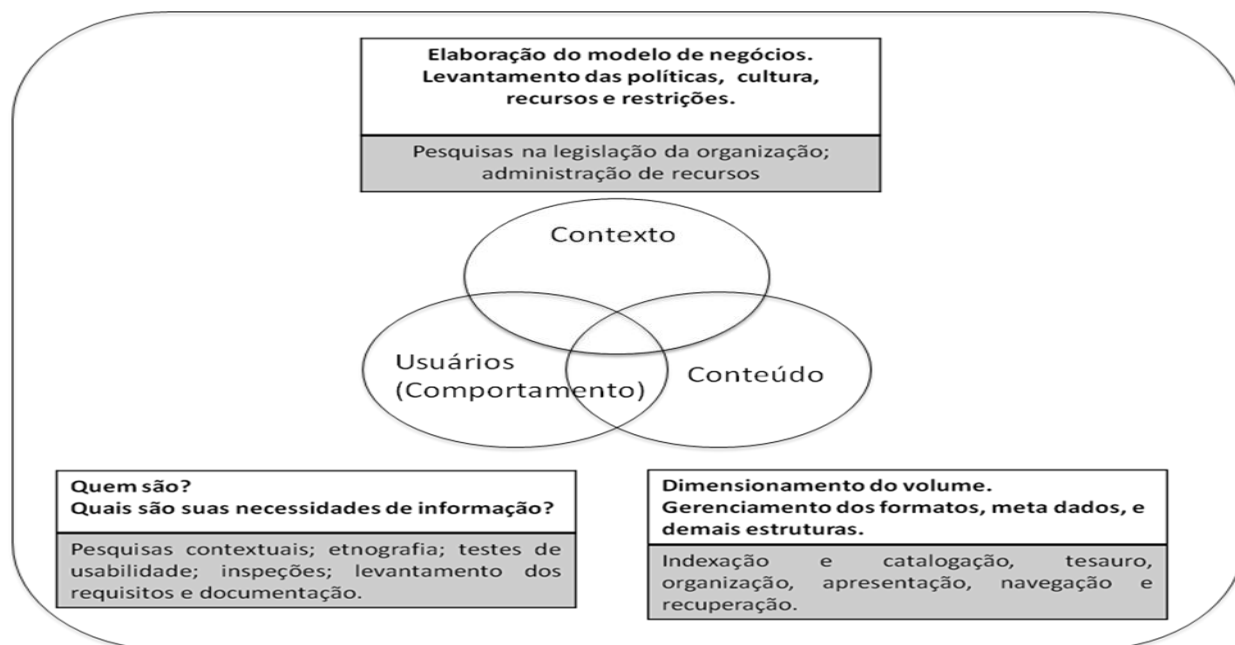 Elaboração do modelo de negócios.
Levantamento das políticas, cultura,
recursos e restrições.
Pesquisas na legislação da organização;
administração de recursos
Contexto
Usuários
(Comportamento)
Conteúdo
Quem são?
Quais são suas necessidades de informação?
Pesquisas contextuais; etnografia; testes de
usabilidade; inspeções; levantamento dos
requisitos e documentação.
Dimensionamento do volume.
Gerenciamento dos formatos, meta dados, e
demais estruturas.
Indexação e catalogação, tesauro,
organização, apresentação, navegação e
recuperação.